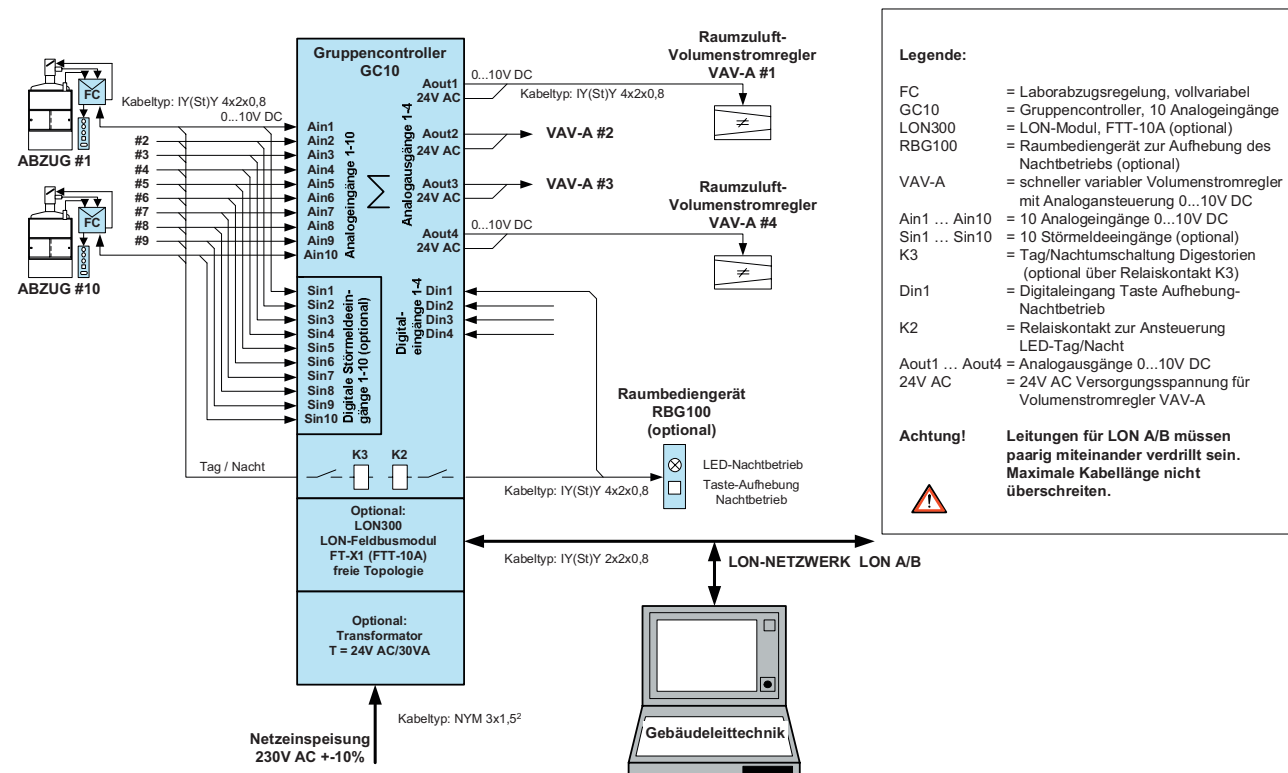 Gruppencontroller
GC10
FC
Kabeltyp: IY(St)Y 4x2x0,8
0...10V DC
ABZUG #1
#2
#3
#4
#5
#6
#7
#8
#9
FC
ABZUG #10
Ain1
Ain2
Ain3
Ain4
Ain5
Ain6
Ain7
Ain8
Ain9
Ain10
Analogeingänge 1-10
∑
Analogausgänge 1-4
Aout1
24V AC
Aout2
24V AC
Aout3
24V AC
Aout4
24V AC
0...10V DC
Kabeltyp: IY(St)Y 4x2x0,8
Raumzuluft-
Volumenstromregler
VAV-A #1
≠
VAV-A #2
VAV-A #3
Raumzuluft-
Volumenstromregler
VAV-A #4
0...10V DC
≠
Sin1
Sin2
Sin3
Sin4
Sin5
Sin6
Sin7
Sin8
Sin9
Sin10
Digitale Störmeldeein-
gänge 1-10 (optional)
Digital-
eingänge 1-4
Din1
Din2
Din3
Din4
Tag / Nacht
K3
K2
Kabeltyp: IY(St)Y 4x2x0,8
Raumbediengerät
RBG100
(optional)
LED-Nachtbetrieb
Taste-Aufhebung
Nachtbetrieb
Optional:
LON300
LON-Feldbusmodul
FT-X1 (FTT-10A)
freie Topologie
Kabeltyp: IY(St)Y 2x2x0,8
LON-NETZWERK LON A/B
Optional:
Transformator
T = 24V AC/30VA
Kabeltyp: NYM 3x1,5²
Netzeinspeisung
230V AC +-10%
Gebäudeleittechnik
Legende:
FC = Laborabzugsregelung, vollvariabel
GC10 = Gruppencontroller, 10 Analogeingänge
LON300 = LON-Modul, FTT-10A (optional)
RBG100 = Raumbediengerät zur Aufhebung des
Nachtbetriebs (optional)
VAV-A = schneller variabler Volumenstromregler
mit Analogansteuerung 0...10V DC
Ain1 ... Ain10 = 10 Analogeingänge 0...10V DC
Sin1 ... Sin10 = 10 Störmeldeeingänge (optional)
K3 = Tag/Nachtumschaltung Digestorien
(optional über Relaiskontakt K3)
Din1 = Digitaleingang Taste Aufhebung-
Nachtbetrieb
K2 = Relaiskontakt zur Ansteuerung
LED-Tag/Nacht
Aout1 ... Aout4 = Analogausgänge 0...10V DC
24V AC = 24V AC Versorgungsspannung für
Volumenstromregler VAV-A
Achtung! Leitungen für LON A/B müssen
paarig miteinander verdrillt sein.
Maximale Kabellänge nicht
überschreiten.
!